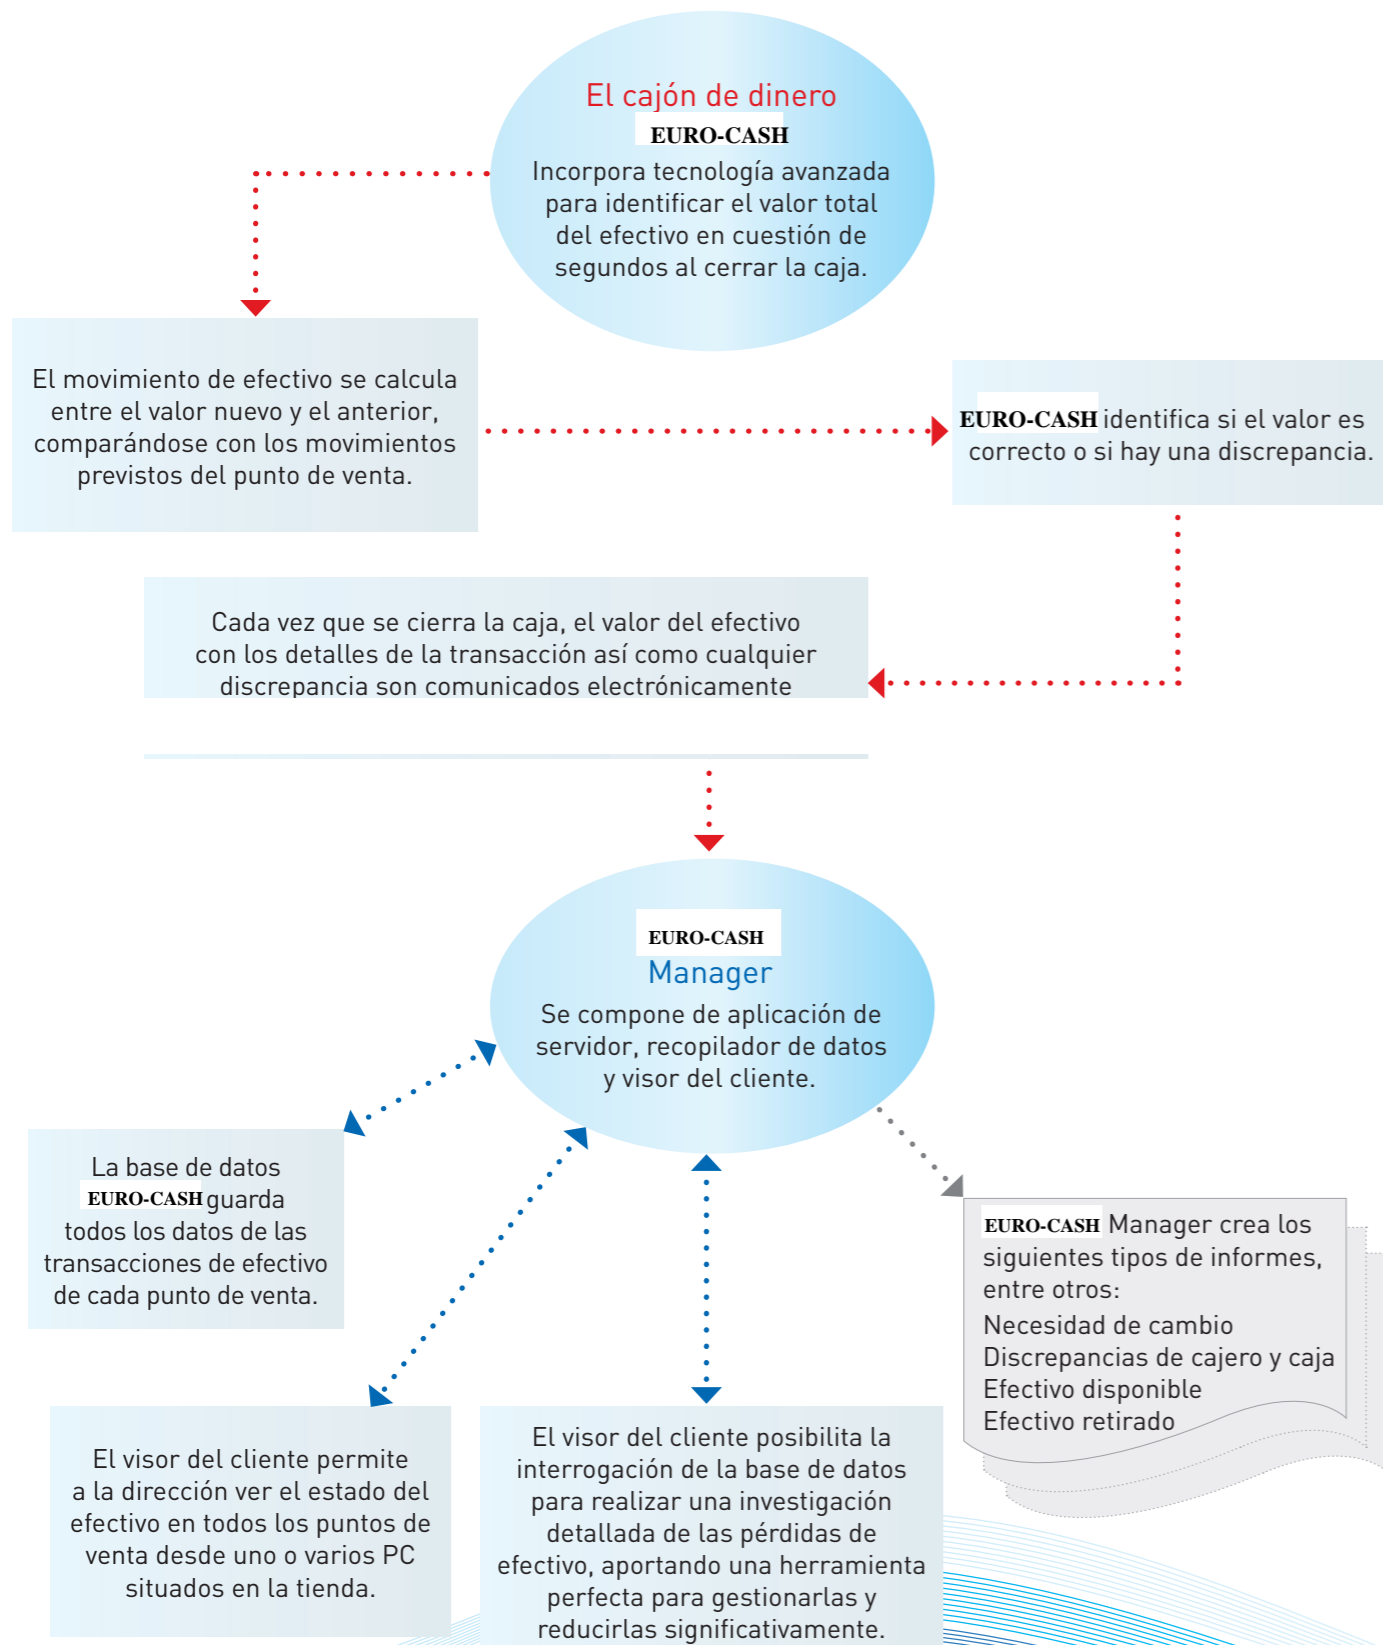 El cajón de dinero
EURO-CASH
Incorpora tecnología avanzada
para identificar el valor total
del efectivo en cuestión de
segundos al cerrar la caja.
El movimiento de efectivo se calcula
entre el valor nuevo y el anterior,
comparándose con los movimientos
previstos del punto de venta.
EURO-CASH identifica si el valor es
correcto o si hay una discrepancia.
Cada vez que se cierra la caja, el valor del efectivo
con los detalles de la transacción así como cualquier
discrepancia son comunicados electrónicamente
EURO-CASH
Manager
Se compone de aplicación de
servidor, recopilador de datos
y visor del cliente.
La base de datos
EURO-CASH guarda
todos los datos de las
transacciones de efectivo
de cada punto de venta.
EURO-CASH Manager crea los
siguientes tipos de informes,
entre otros:
Necesidad de cambio
Discrepancias de cajero y caja
Efectivo disponible
Efectivo retirado
El visor del cliente permite
a la dirección ver el estado del
efectivo en todos los puntos de
venta desde uno o varios PC
situados en la tienda.
El visor del cliente posibilita la
interrogación de la base de datos
para realizar una investigación
detallada de las pérdidas de
efectivo, aportando una herramienta
perfecta para gestionarlas y
reducirlas significativamente.